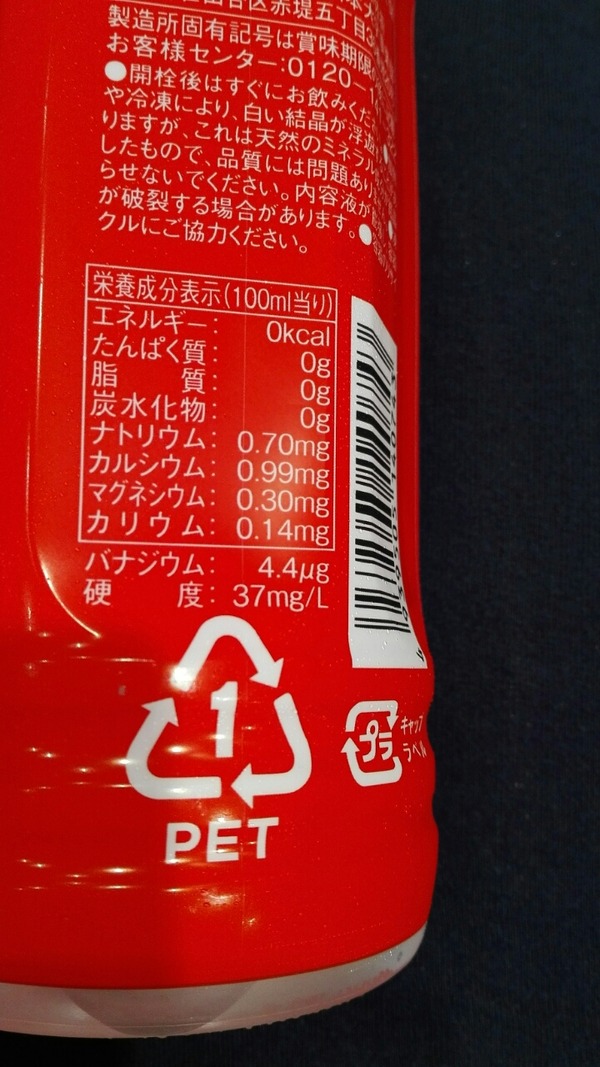 区赤堤五丁目
製造所固有記号は賞味期限
お客様センター:0120-
●開栓後はすぐにお飲みくだ
や冷凍により、白い結晶が浮遊
りますが、これは天然のミネラル
したもので、品質には問題あり
らせないでください。内容液が
が破裂する場合があります。●
クルにご協力ください。
栄養成分表示(100ml当り)
エネルギー: 0kcal
たんぱく質: 0g
脂 質: 0g
炭水化物: 0g
ナトリウム: 0.70mg
カルシウム: 0.99mg
マグネシウム: 0.30mg
カリウム: 0.14mg
バナジウム: 4.4μg
硬 度: 37mg/L
1
PET
プラ
キャップ
ラベル